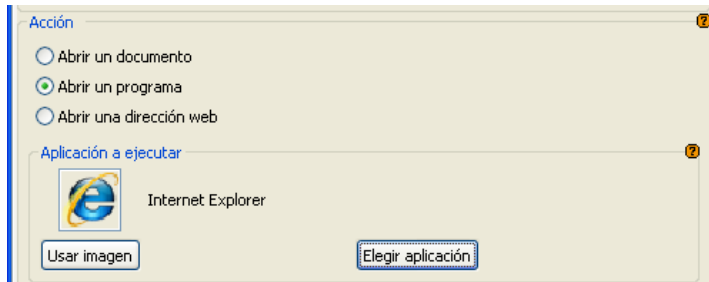 Acción
Abrir un documento
Abrir un programa
Abrir una dirección web
Aplicación a ejecutar
Internet Explorer
Usar imagen
Elegir aplicación